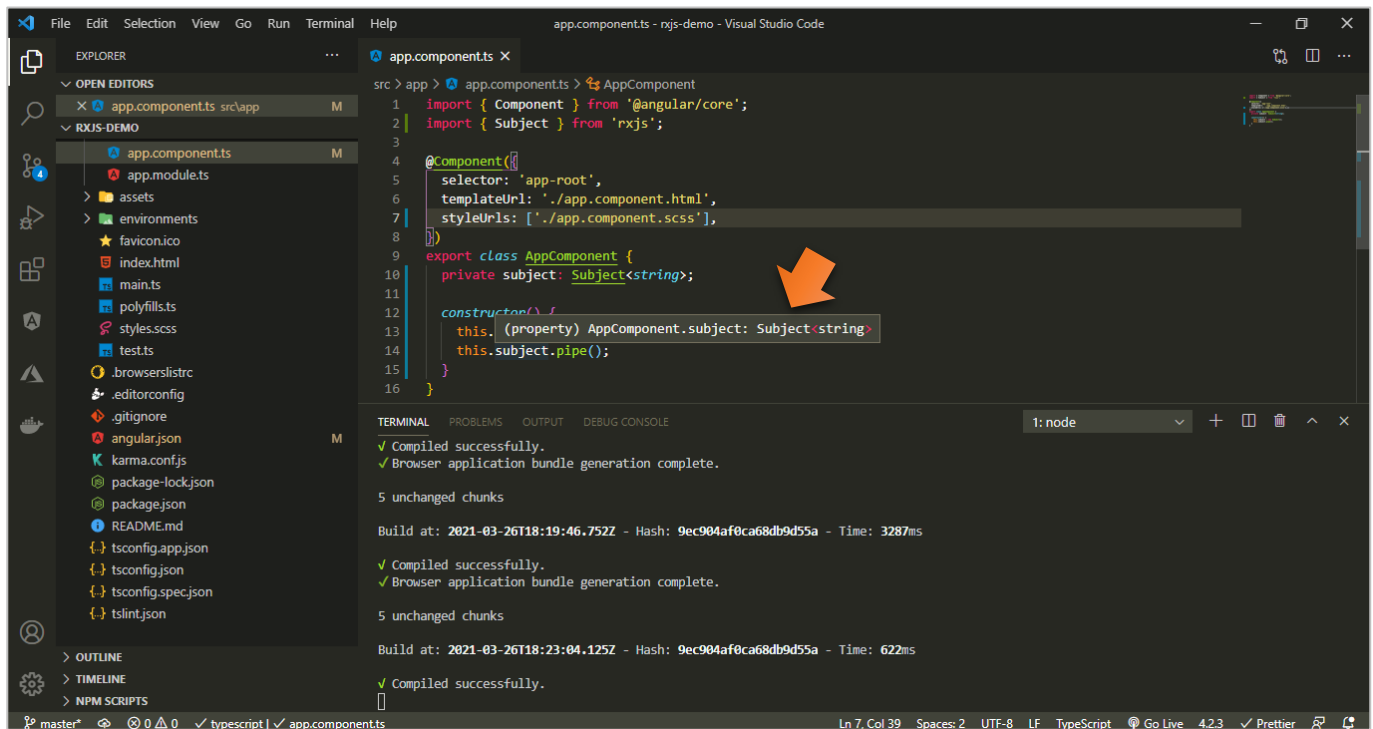 File Edit Selection View Go Run Terminal Help
app.component.ts - rxjs-demo - Visual Studio Code
EXPLORER
OPEN EDITORS
app.component.ts src\app M
RXJS-DEMO
app.component.ts M
app.module.ts
assets
environments
favicon.ico
index.html
main.ts
polyfills.ts
styles.scss
test.ts
.browserslistrc
.editorconfig
.gitignore
angular.json M
karma.conf.js
package-lock.json
package.json
README.md
tsconfig.app.json
tsconfig.json
tsconfig.spec.json
tslint.json
OUTLINE
TIMELINE
NPM SCRIPTS
4
app.component.ts
src > app > app.component.ts > AppComponent
1 import { Component } from '@angular/core';
2 import { Subject } from 'rxjs';
3
4 @Component({
5 selector: 'app-root',
6 templateUrl: './app.component.html',
7 styleUrls: ['./app.component.scss'],
8 })
9 export class AppComponent {
10 private subject: Subject<string>;
11
12 constructor() {
13 this.
(property) AppComponent.subject: Subject<string>
14 this.subject.pipe();
15 }
16 }
TERMINAL PROBLEMS OUTPUT DEBUG CONSOLE
1: node
√ Compiled successfully.
√ Browser application bundle generation complete.
5 unchanged chunks
Build at: 2021-03-26T18:19:46.752Z - Hash: 9ec904af0ca68db9d55a - Time: 3287ms
√ Compiled successfully.
√ Browser application bundle generation complete.
5 unchanged chunks
Build at: 2021-03-26T18:23:04.125Z - Hash: 9ec904af0ca68db9d55a - Time: 622ms
√ Compiled successfully.
master* 0 0 typescript | app.component.ts
Ln 7, Col 39 Spaces: 2 UTF-8 LF TypeScript Go Live 4.2.3 Prettier